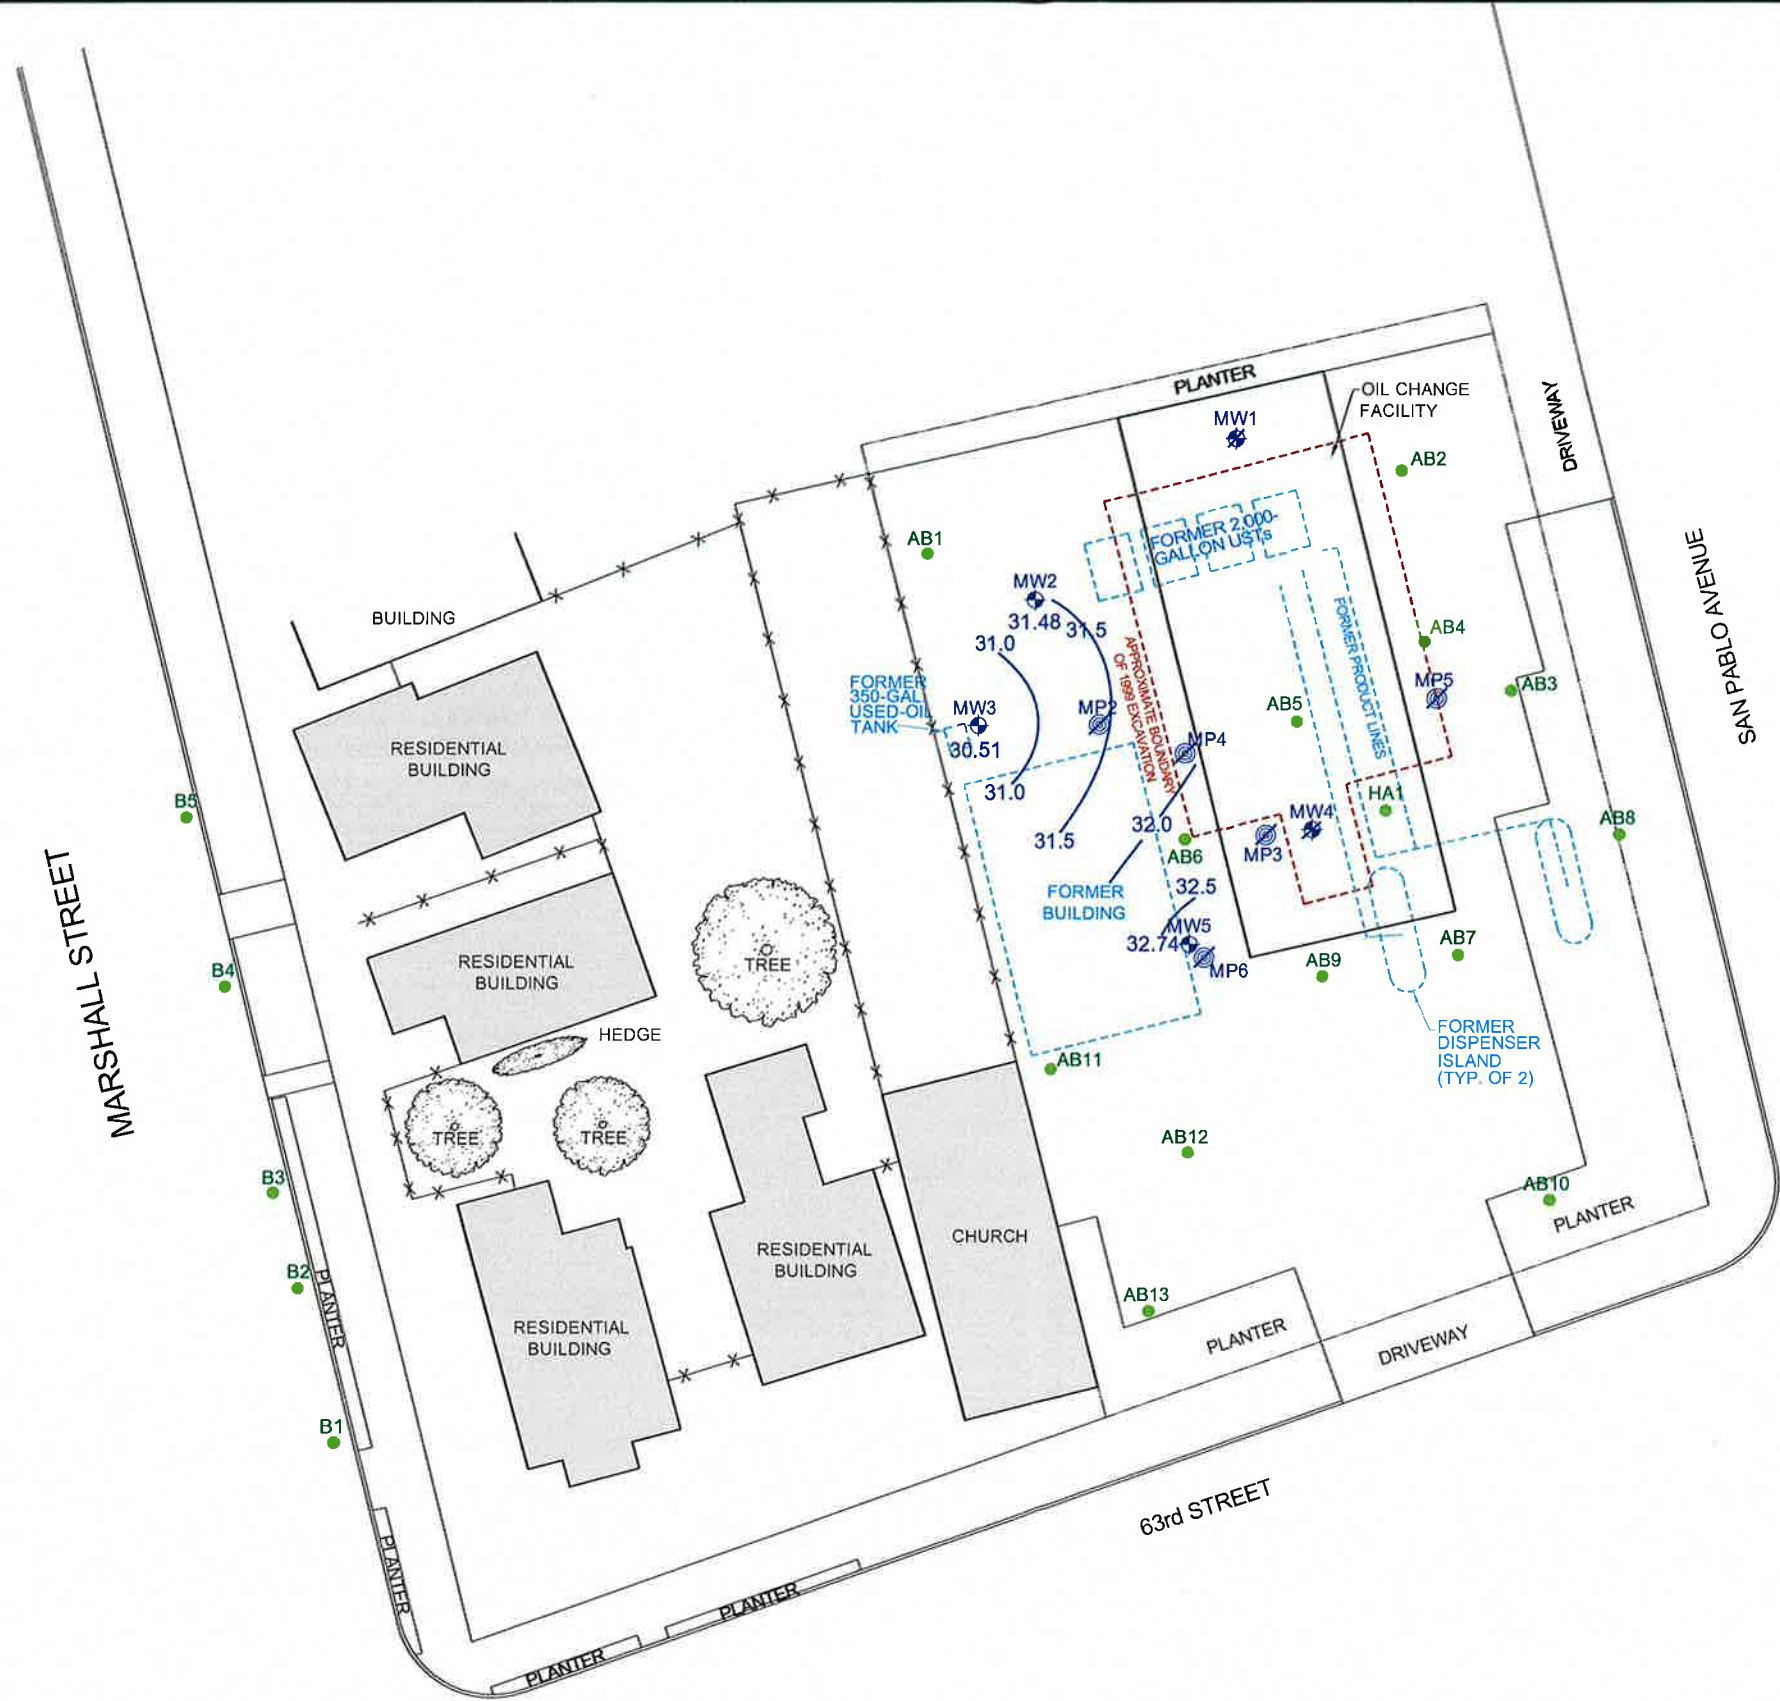 PLANTER
OIL CHANGE
FACILITY
DRIVEWAY
MW1
AB2
FORMER 2,000-
GALLON USTs
AB1
MW2
31.48
31.5
31.0
BUILDING
APPROXIMATE BOUNDARY
OF 1999 EXCAVATION
FORMER PRODUCT LINES
AB4
SAN PABLO AVENUE
FORMER
350-GALL
USED-OIL
TANK
MW3
30.51
MP2
MP4
AB5
MP5
AB3
RESIDENTIAL
BUILDING
31.0
31.5
32.0
AB6
MP3
MW4
HA1
AB8
B5
MARSHALL STREET
FORMER
BUILDING
32.5
MW5
32.74
MP6
AB9
AB7
TREE
RESIDENTIAL
BUILDING
B4
HEDGE
FORMER
DISPENSER
ISLAND
(TYP. OF 2)
AB11
TREE
TREE
AB12
B3
AB10
PLANTER
CHURCH
RESIDENTIAL
BUILDING
B2
PLANTER
AB13
RESIDENTIAL
BUILDING
PLANTER
DRIVEWAY
B1
63rd STREET
PLANTER
PLANTER
PLANTER